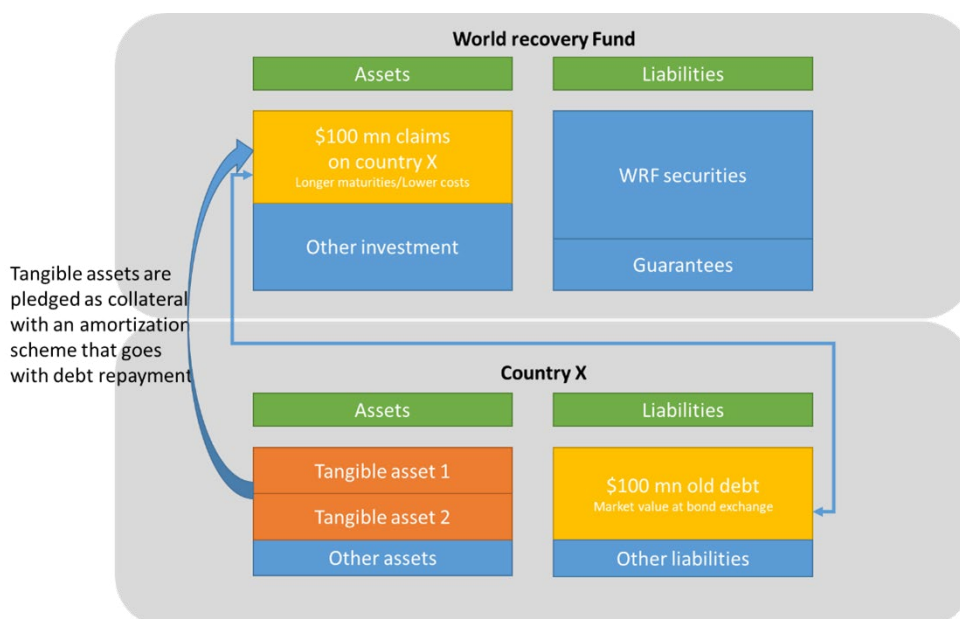 World recovery Fund
Assets
Liabilities
$100 mn claims
on country X
Longer maturities/Lower costs
WRF securities
Other investment
Guarantees
Tangible assets are
pledged as collateral
with an amortization
scheme that goes
with debt repayment
Country X
Assets
Liabilities
Tangible asset 1
Tangible asset 2
Other assets
$100 mn old debt
Market value at bond exchange
Other liabilities